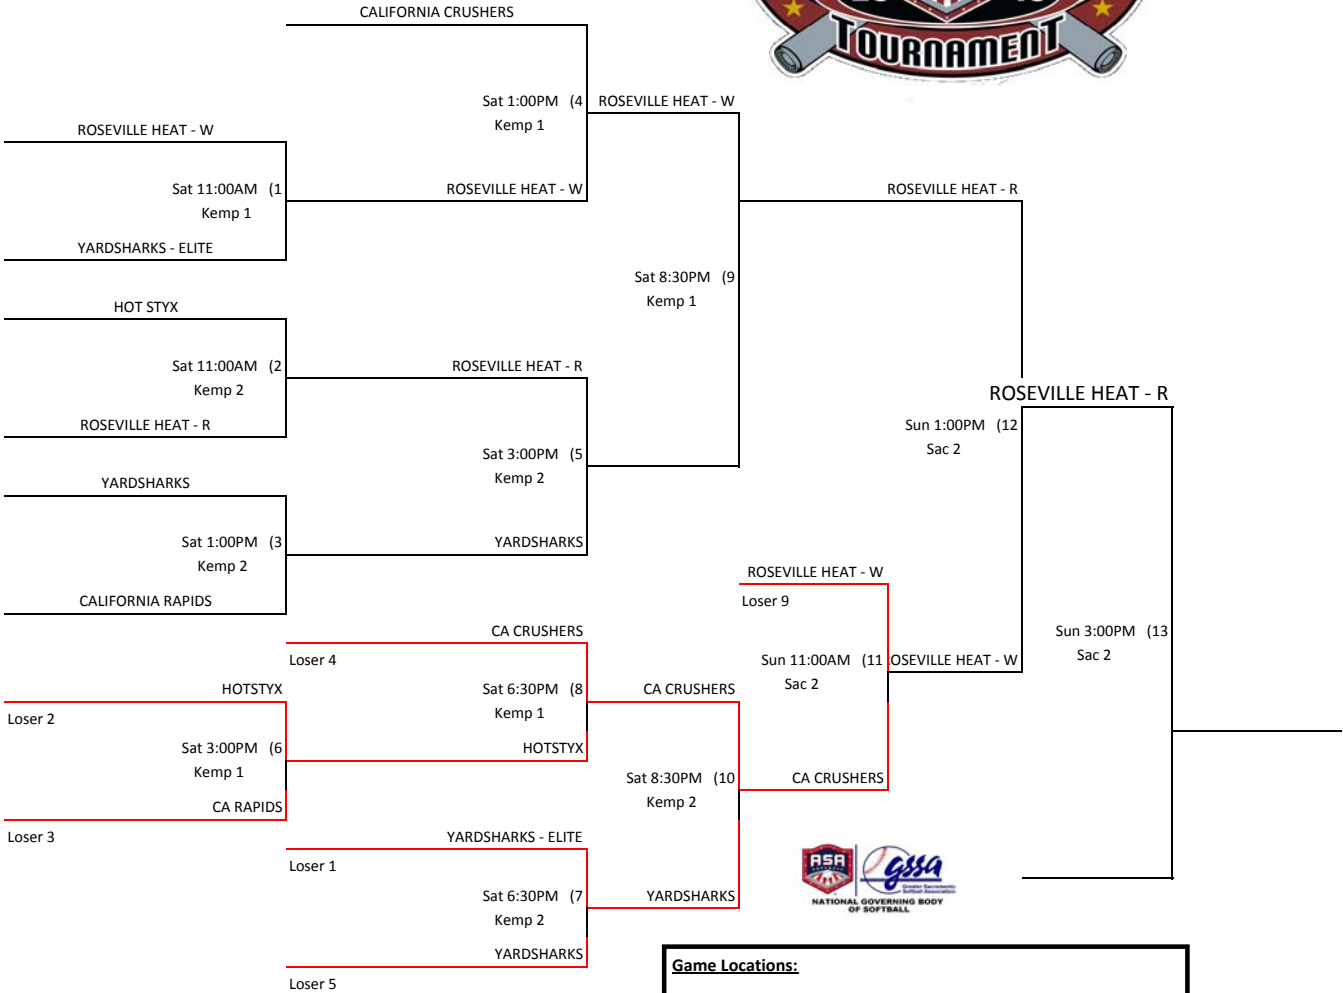 CALIFORNIA CRUSHERS
TOURNAMENT
Sat 1:00PM (4
Kemp 1
ROSEVILLE HEAT - W
ROSEVILLE HEAT - W
Sat 11:00AM (1
Kemp 1
ROSEVILLE HEAT - W
ROSEVILLE HEAT - R
YARDSHARKS - ELITE
Sat 8:30PM (9
Kemp 1
HOT STYX
Sat 11:00AM (2
Kemp 2
ROSEVILLE HEAT - R
ROSEVILLE HEAT - R
ROSEVILLE HEAT - R
Sun 1:00PM (12
Sac 2
Sat 3:00PM (5
Kemp 2
YARDSHARKS
Sat 1:00PM (3
Kemp 2
YARDSHARKS
ROSEVILLE HEAT - W
Loser 9
CALIFORNIA RAPIDS
CA CRUSHERS
Loser 4
Sun 3:00PM (13
Sac 2
Sun 11:00AM (11
Sac 2
OSEVILLE HEAT - W
HOTSTYX
Loser 2
Sat 6:30PM (8
Kemp 1
CA CRUSHERS
Sat 3:00PM (6
Kemp 1
HOTSTYX
Sat 8:30PM (10
Kemp 2
CA CRUSHERS
CA RAPIDS
Loser 3
YARDSHARKS - ELITE
Loser 1
Sat 6:30PM (7
Kemp 2
YARDSHARKS
ASA
gssa
Greater Sacramento
Softball Association
NATIONAL GOVERNING BODY
OF SOFTBALL
YARDSHARKS
Loser 5
Game Locations: